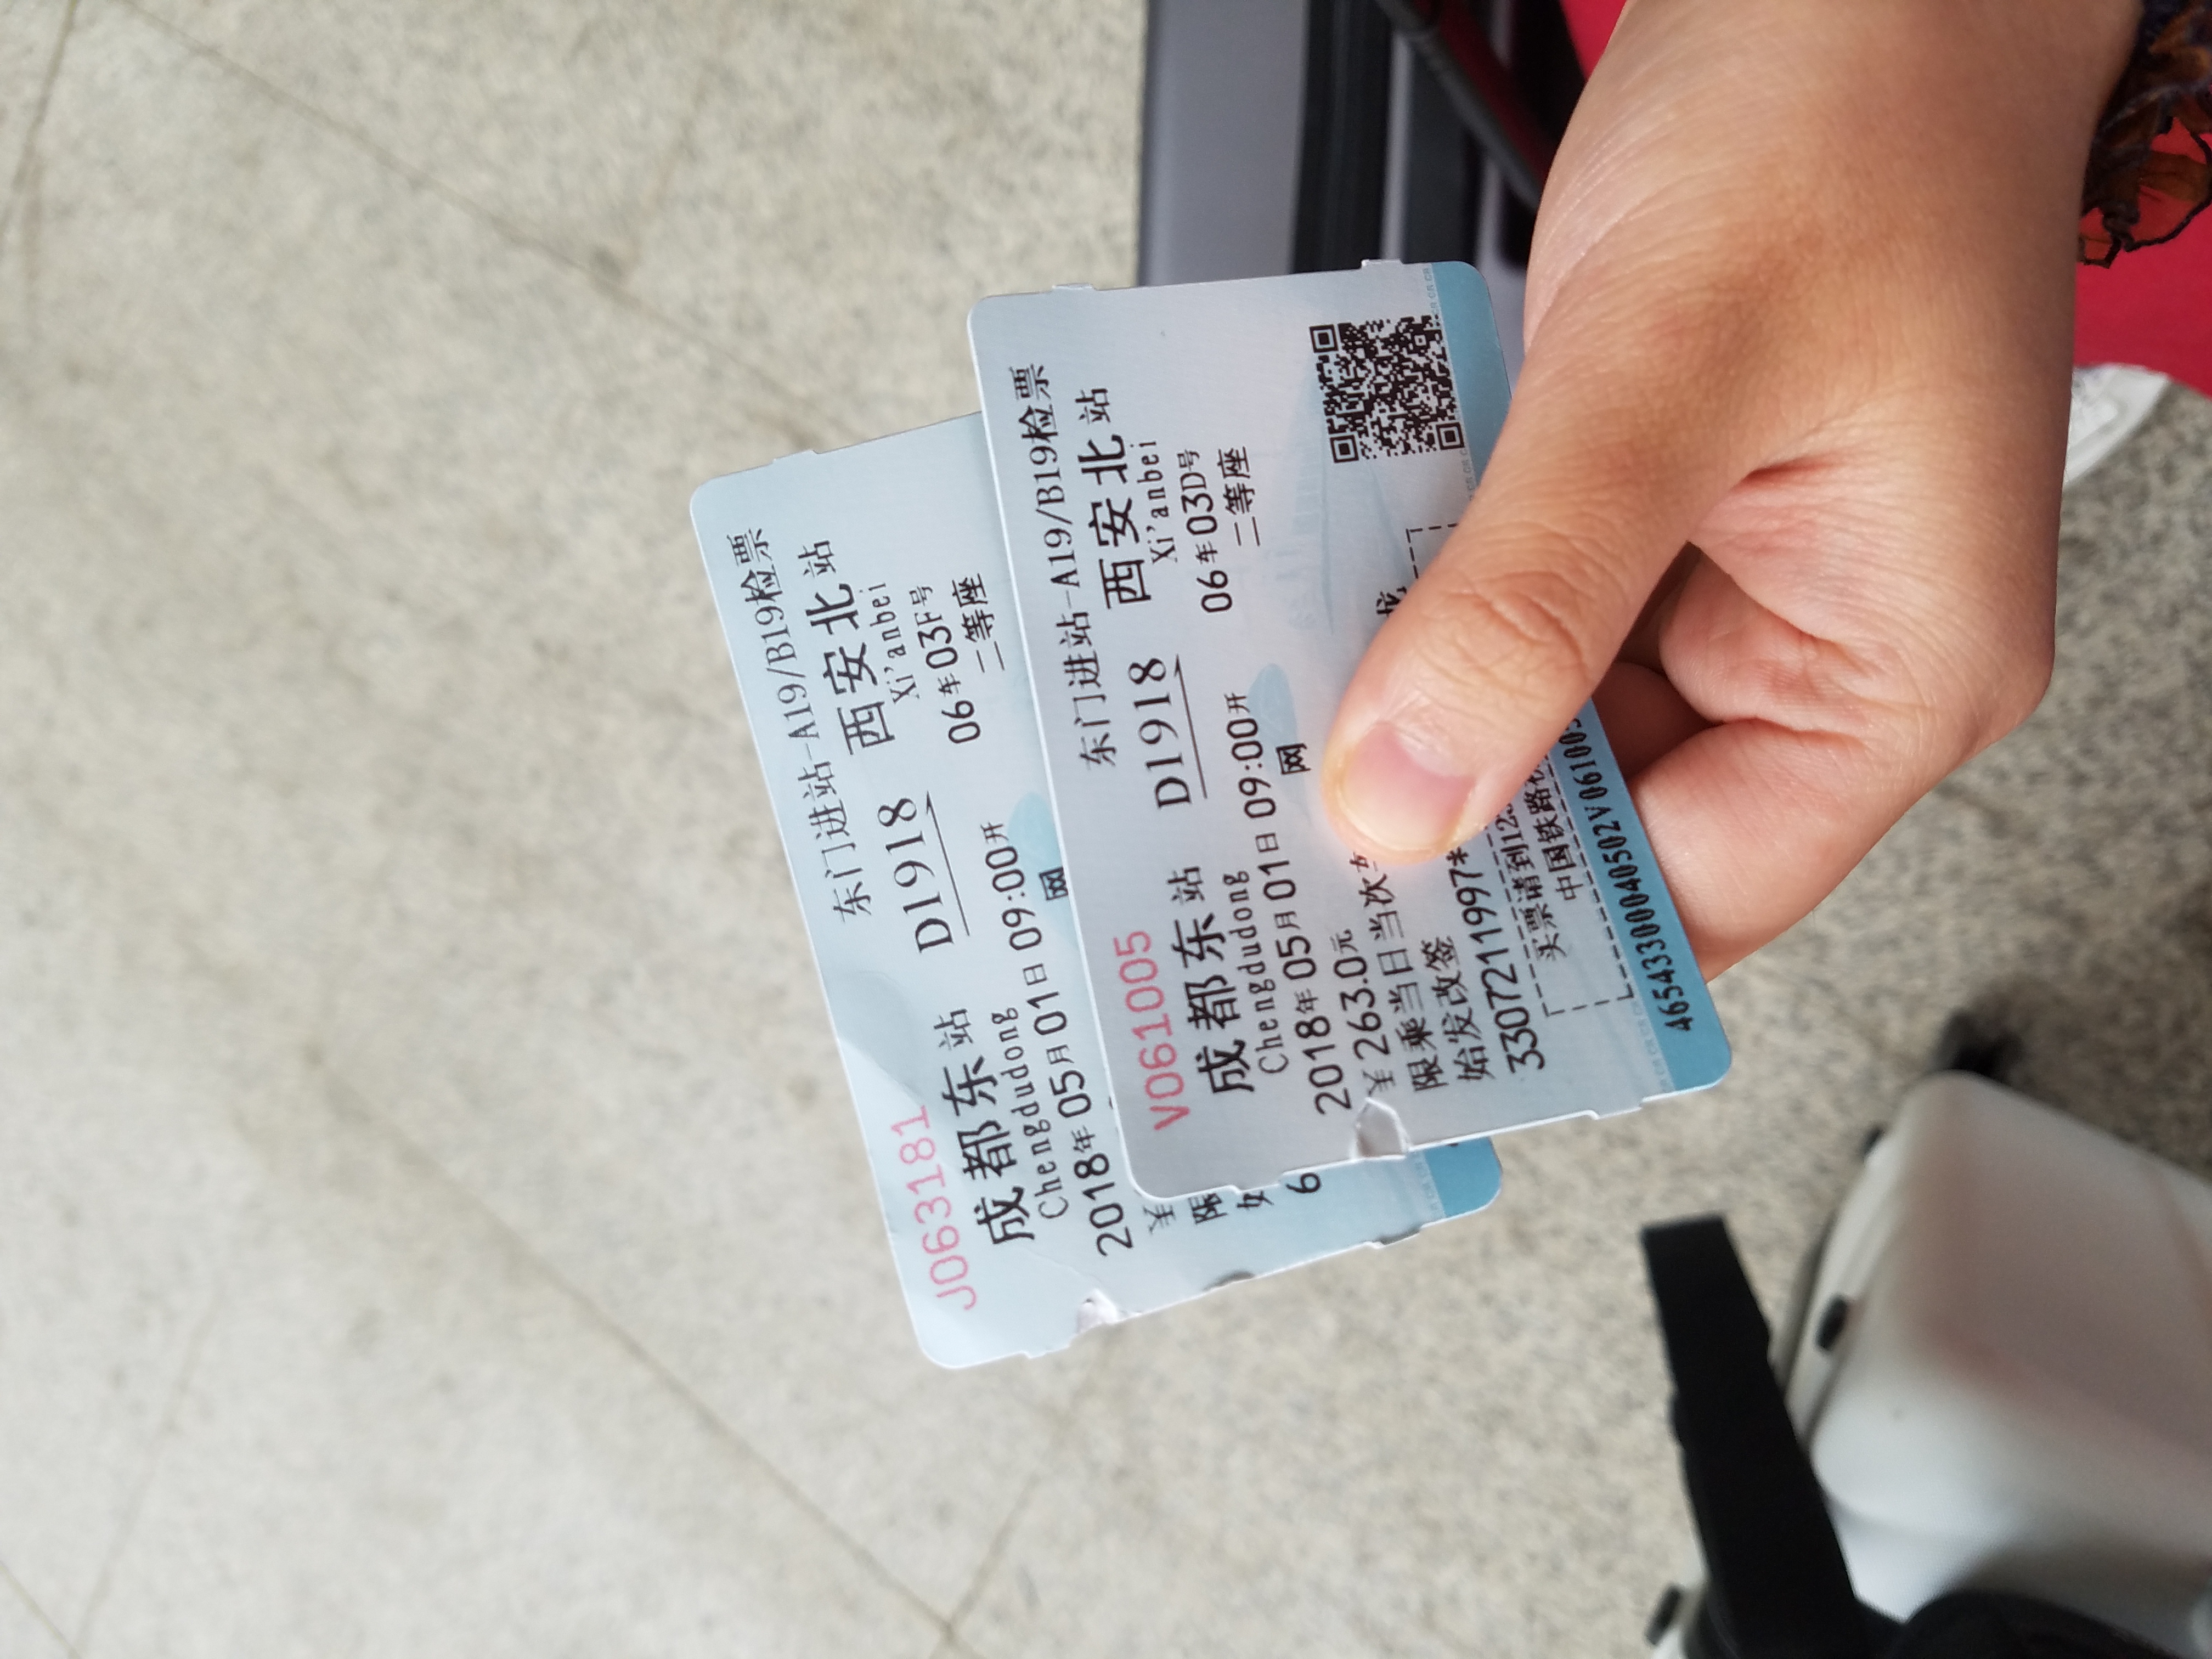 J063181
东门进站-A19/B19检票
成都东站 D1918 西安北站
Chengdudong Xi'anbei
2018年05月01日 09:00开 06车03F号
网 二等座
¥
限
6
V061005
东门进站-A19/B19检票
成都东站 D1918 西安北站
Chengdudong Xi'anbei
2018年05月01日 09:00开 06车03D号
¥263.0元 网 二等座
限乘当日当次车
始发改签
3307211997* 龙
买票请到123
中国铁路祝
46543300040502V061005